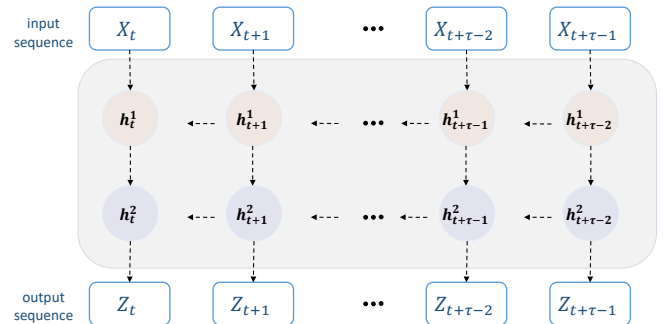 input sequence X_t X_{t+1} ••• X_{t+τ-2} X_{t+τ-1}
h_t^1 h_{t+1}^1 ••• h_{t+τ-1}^1 h_{t+τ-2}^1
h_t^2 h_{t+1}^2 ••• h_{t+τ-1}^2 h_{t+τ-2}^2
output sequence Z_t Z_{t+1} ••• Z_{t+τ-2} Z_{t+τ-1}